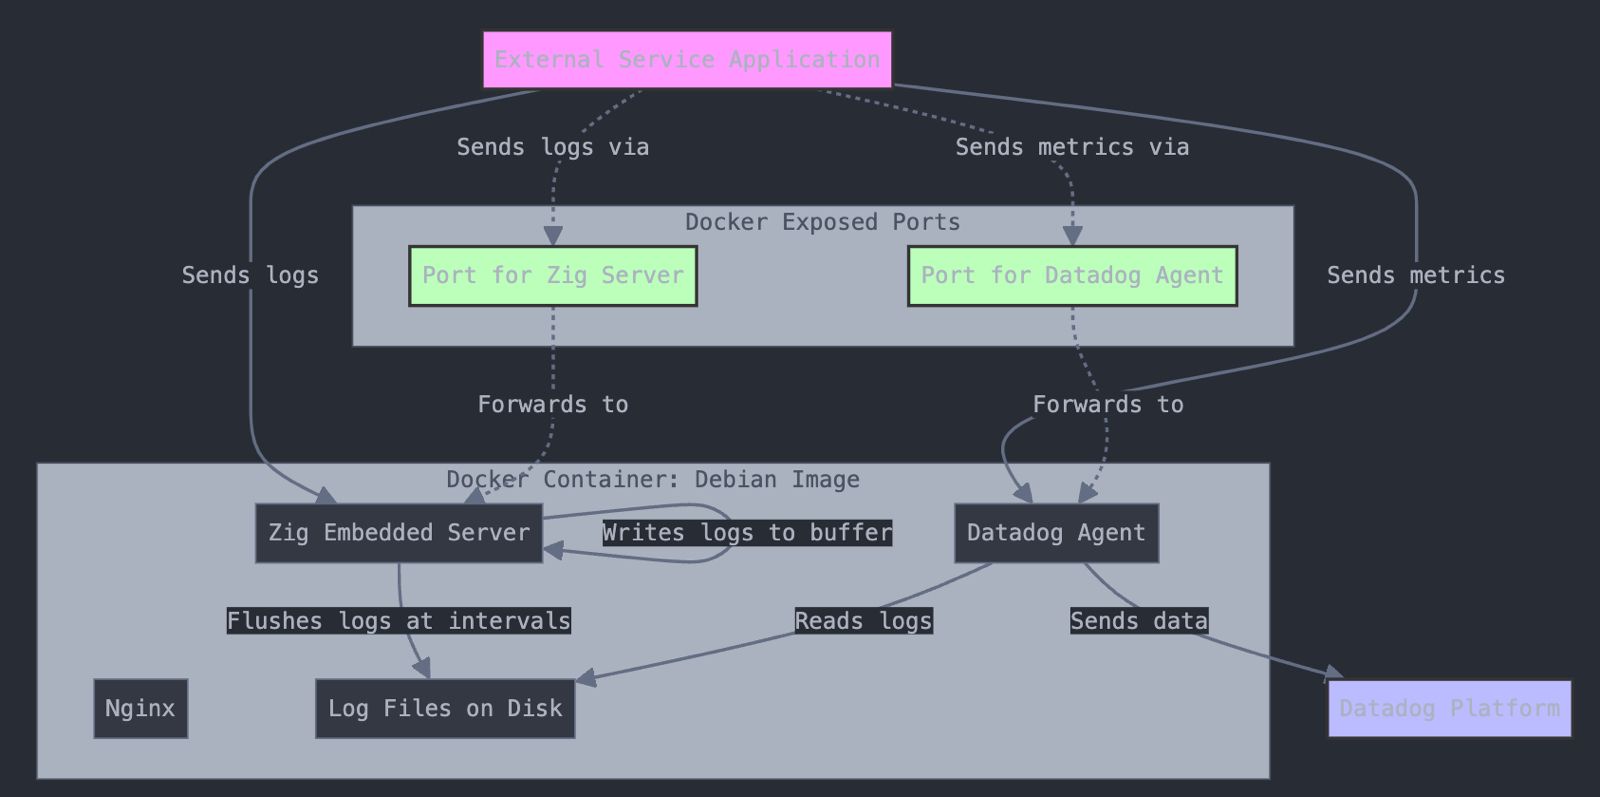 External Service Application
Sends logs via
Sends metrics via
Docker Exposed Ports
Sends logs
Port for Zig Server
Port for Datadog Agent
Sends metrics
Forwards to
Forwards to
Docker Container: Debian Image
Zig Embedded Server
Writes logs to buffer
Datadog Agent
Flushes logs at intervals
Reads logs
Sends data
Nginx
Log Files on Disk
Datadog Platform